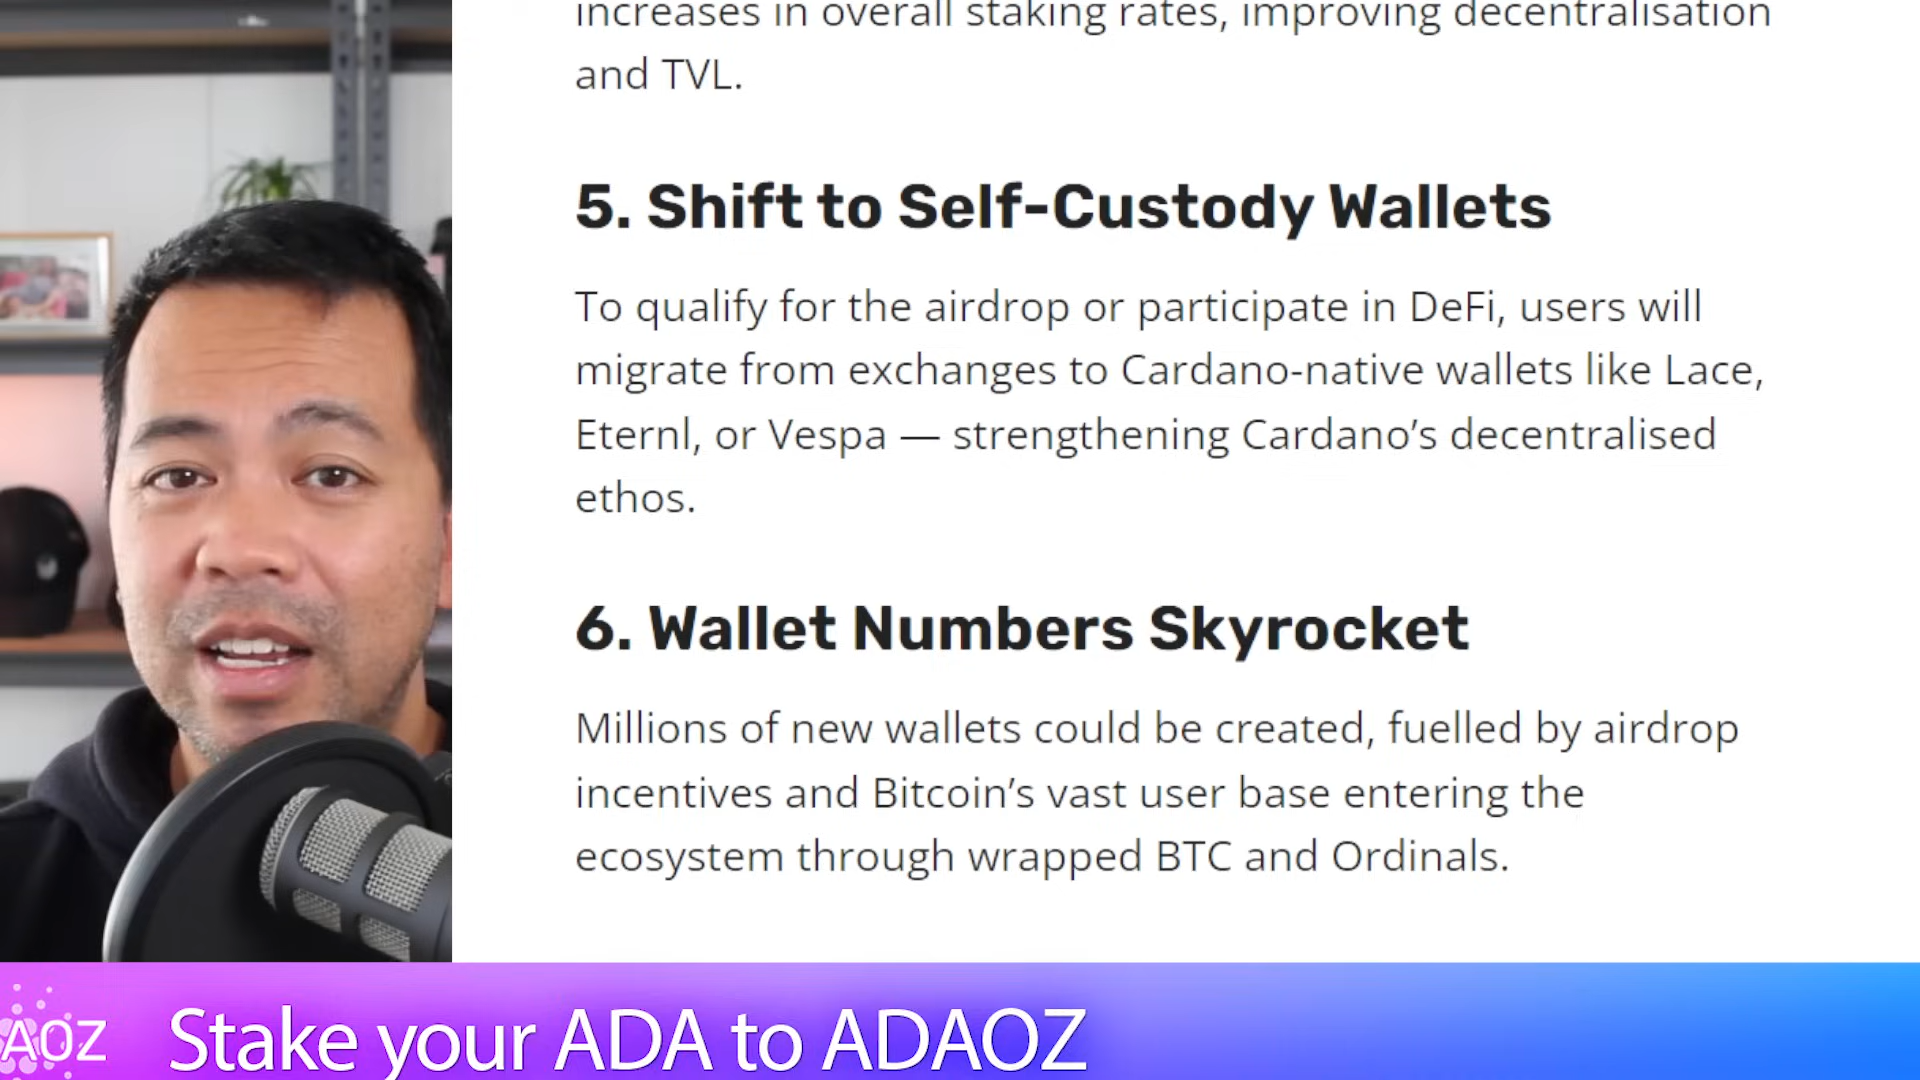 increases in overall staking rates, improving decentralisation
and TVL.
5. Shift to Self-Custody Wallets
To qualify for the airdrop or participate in DeFi, users will
migrate from exchanges to Cardano-native wallets like Lace,
Eternl, or Vespa — strengthening Cardano’s decentralised
ethos.
6. Wallet Numbers Skyrocket
Millions of new wallets could be created, fuelled by airdrop
incentives and Bitcoin’s vast user base entering the
ecosystem through wrapped BTC and Ordinals.
AOZ
Stake your ADA to ADAOZ